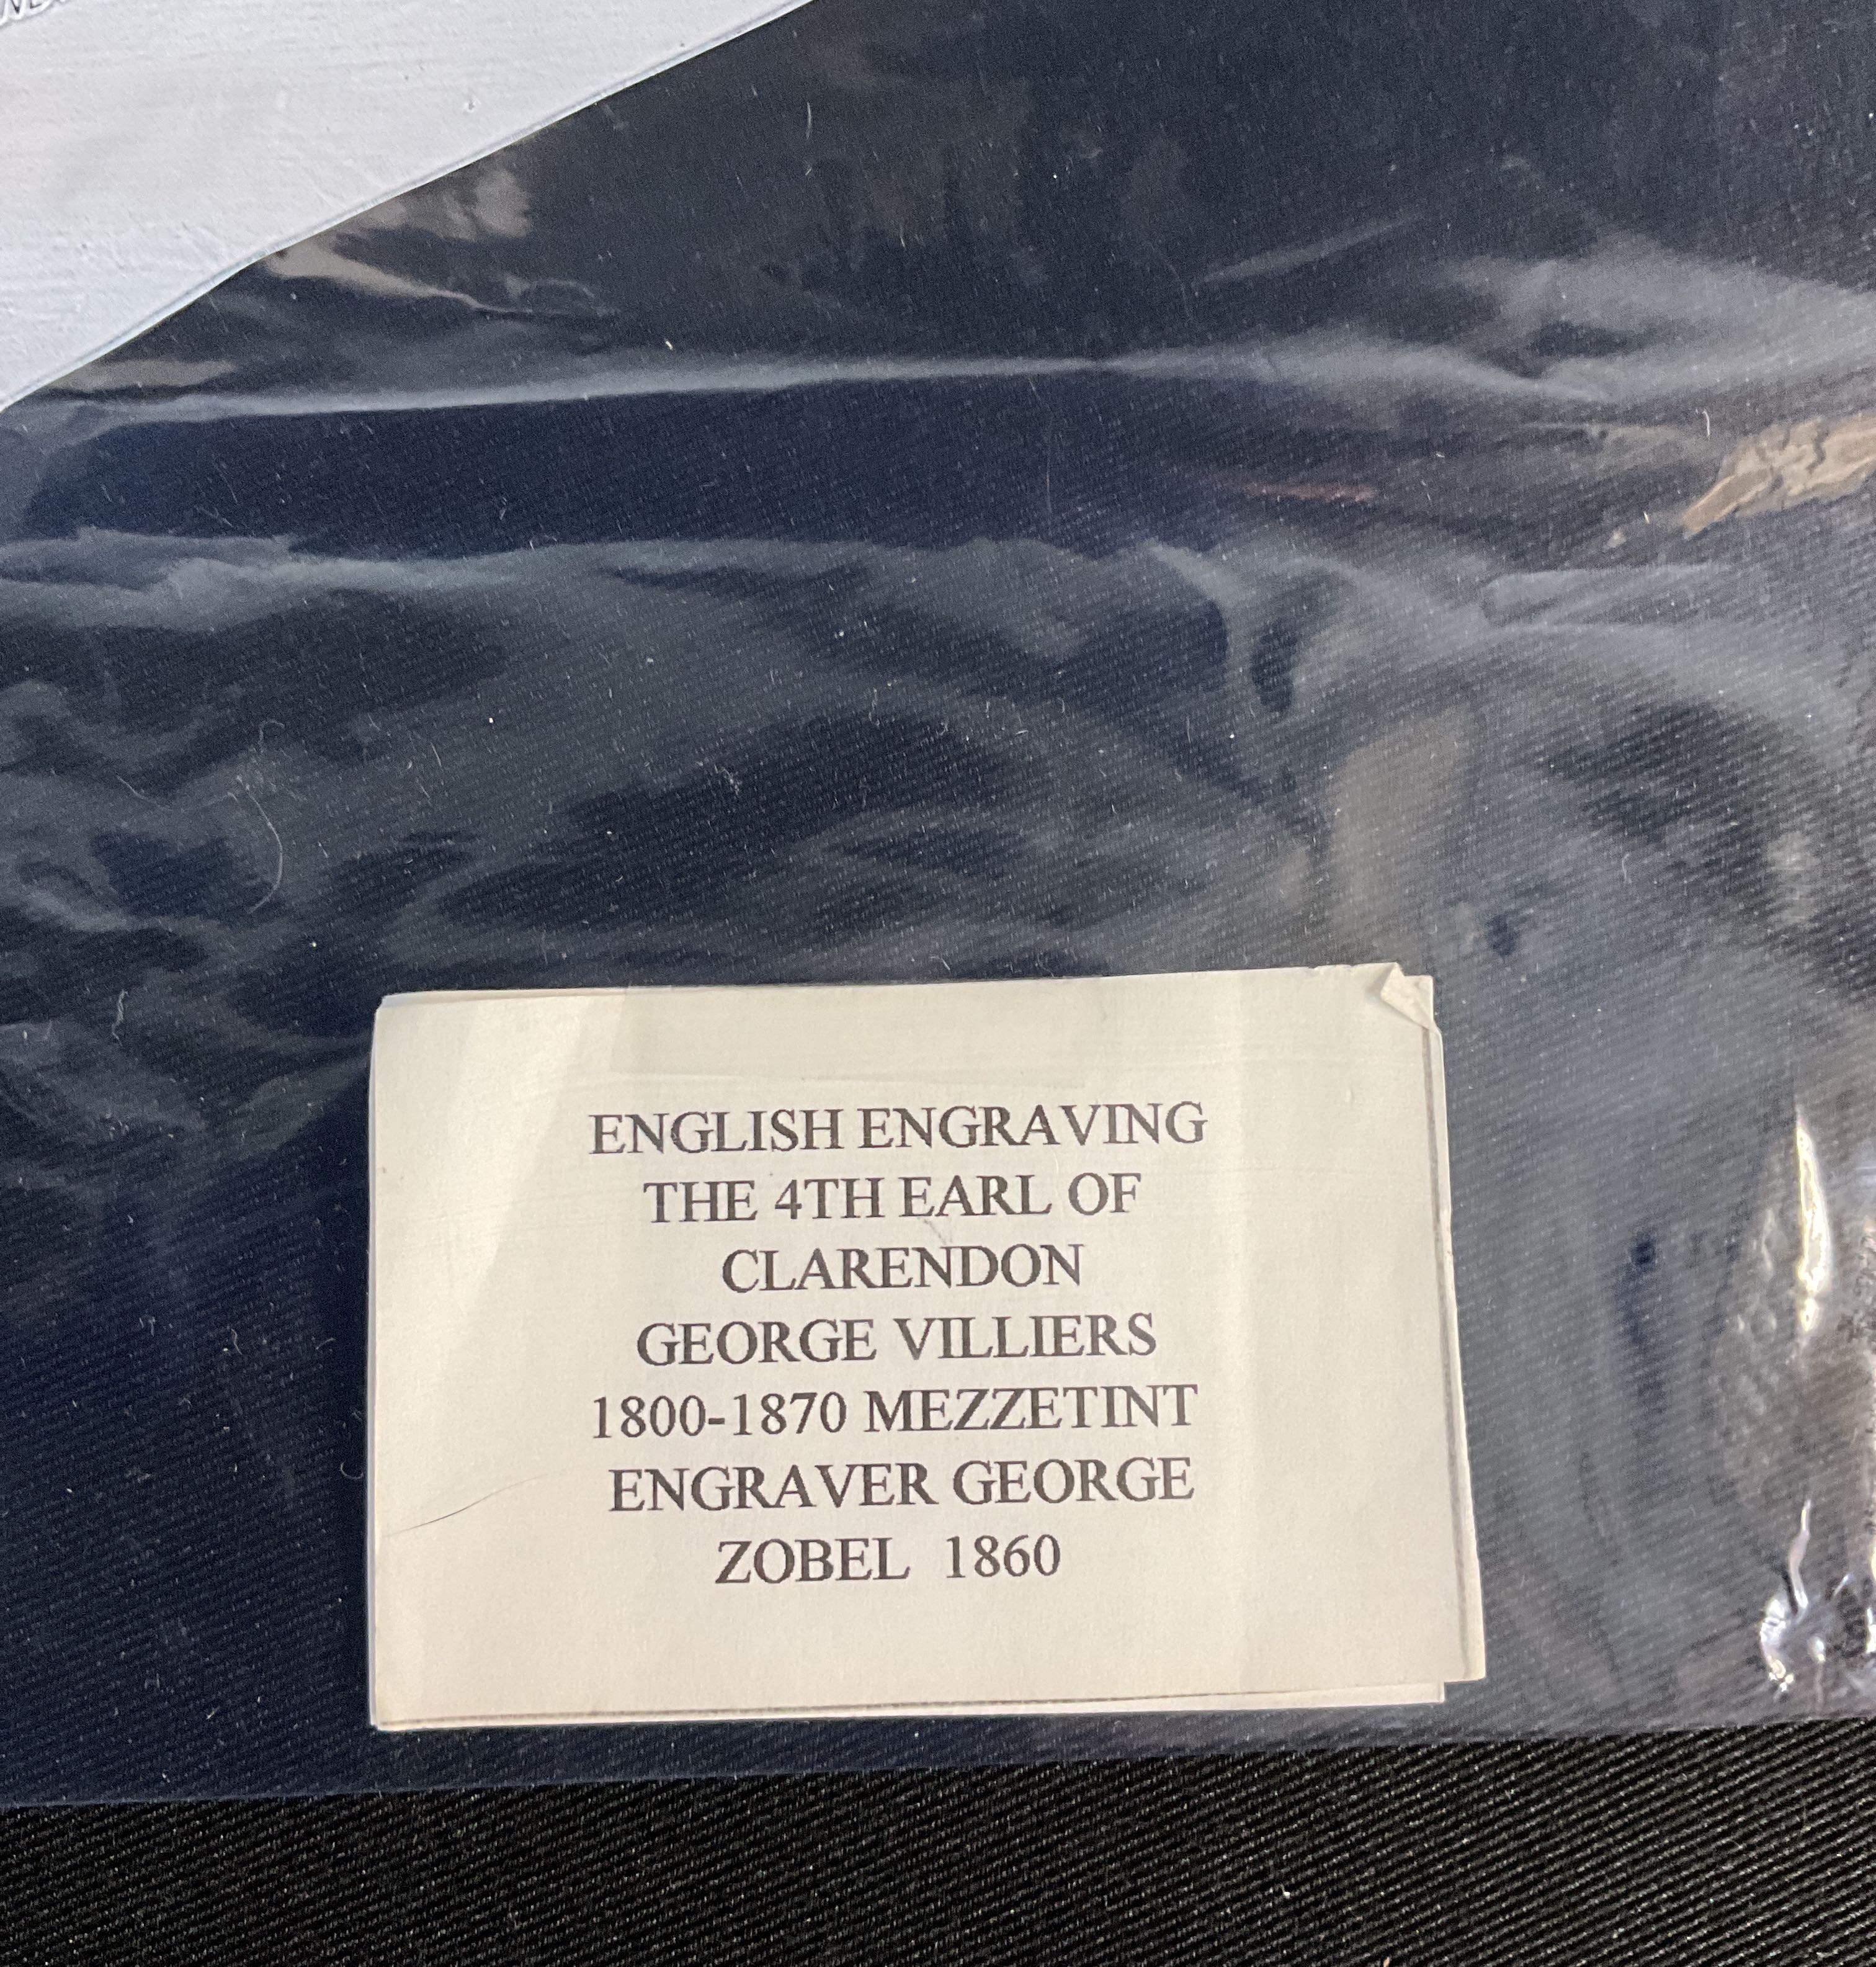 ENGLISH ENGRAVING
THE 4TH EARL OF
CLARENDON
GEORGE VILLIERS
1800-1870 MEZZETINT
ENGRAVER GEORGE
ZOBEL 1860